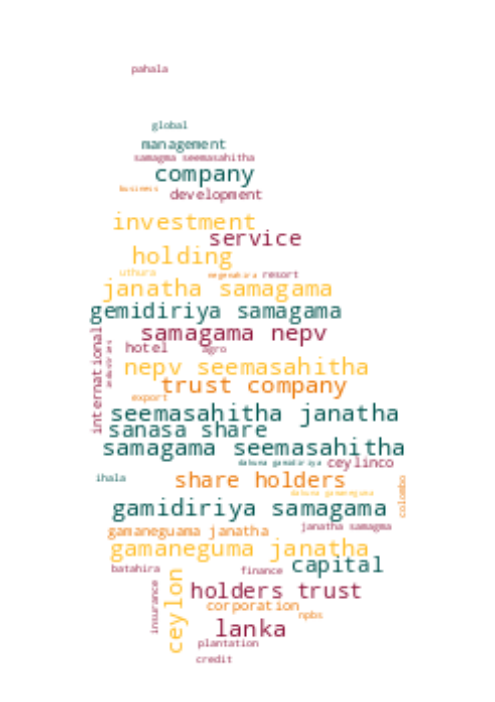 pahala
global
management
samagma seemasahitha
company
business
development
investment
service
holding
uthura
negenahira
resort
janatha samagama
gemidiriya samagama
samagama nepv
international
hotel
agro
industries
nepv seemasahitha
trust company
export
seemasahitha janatha
sanasa share
samagama seemasahitha
dakuna gamidiriya
ceylinco
ihala
share holders
dakuna gamaneguma
colombo
gamidiriya samagama
janatha samagma
gamaneguama janatha
gamaneguma janatha
capital
batahira
finance
insurance
ceylon
holders trust
corporation
npbs
lanka
plantation
credit